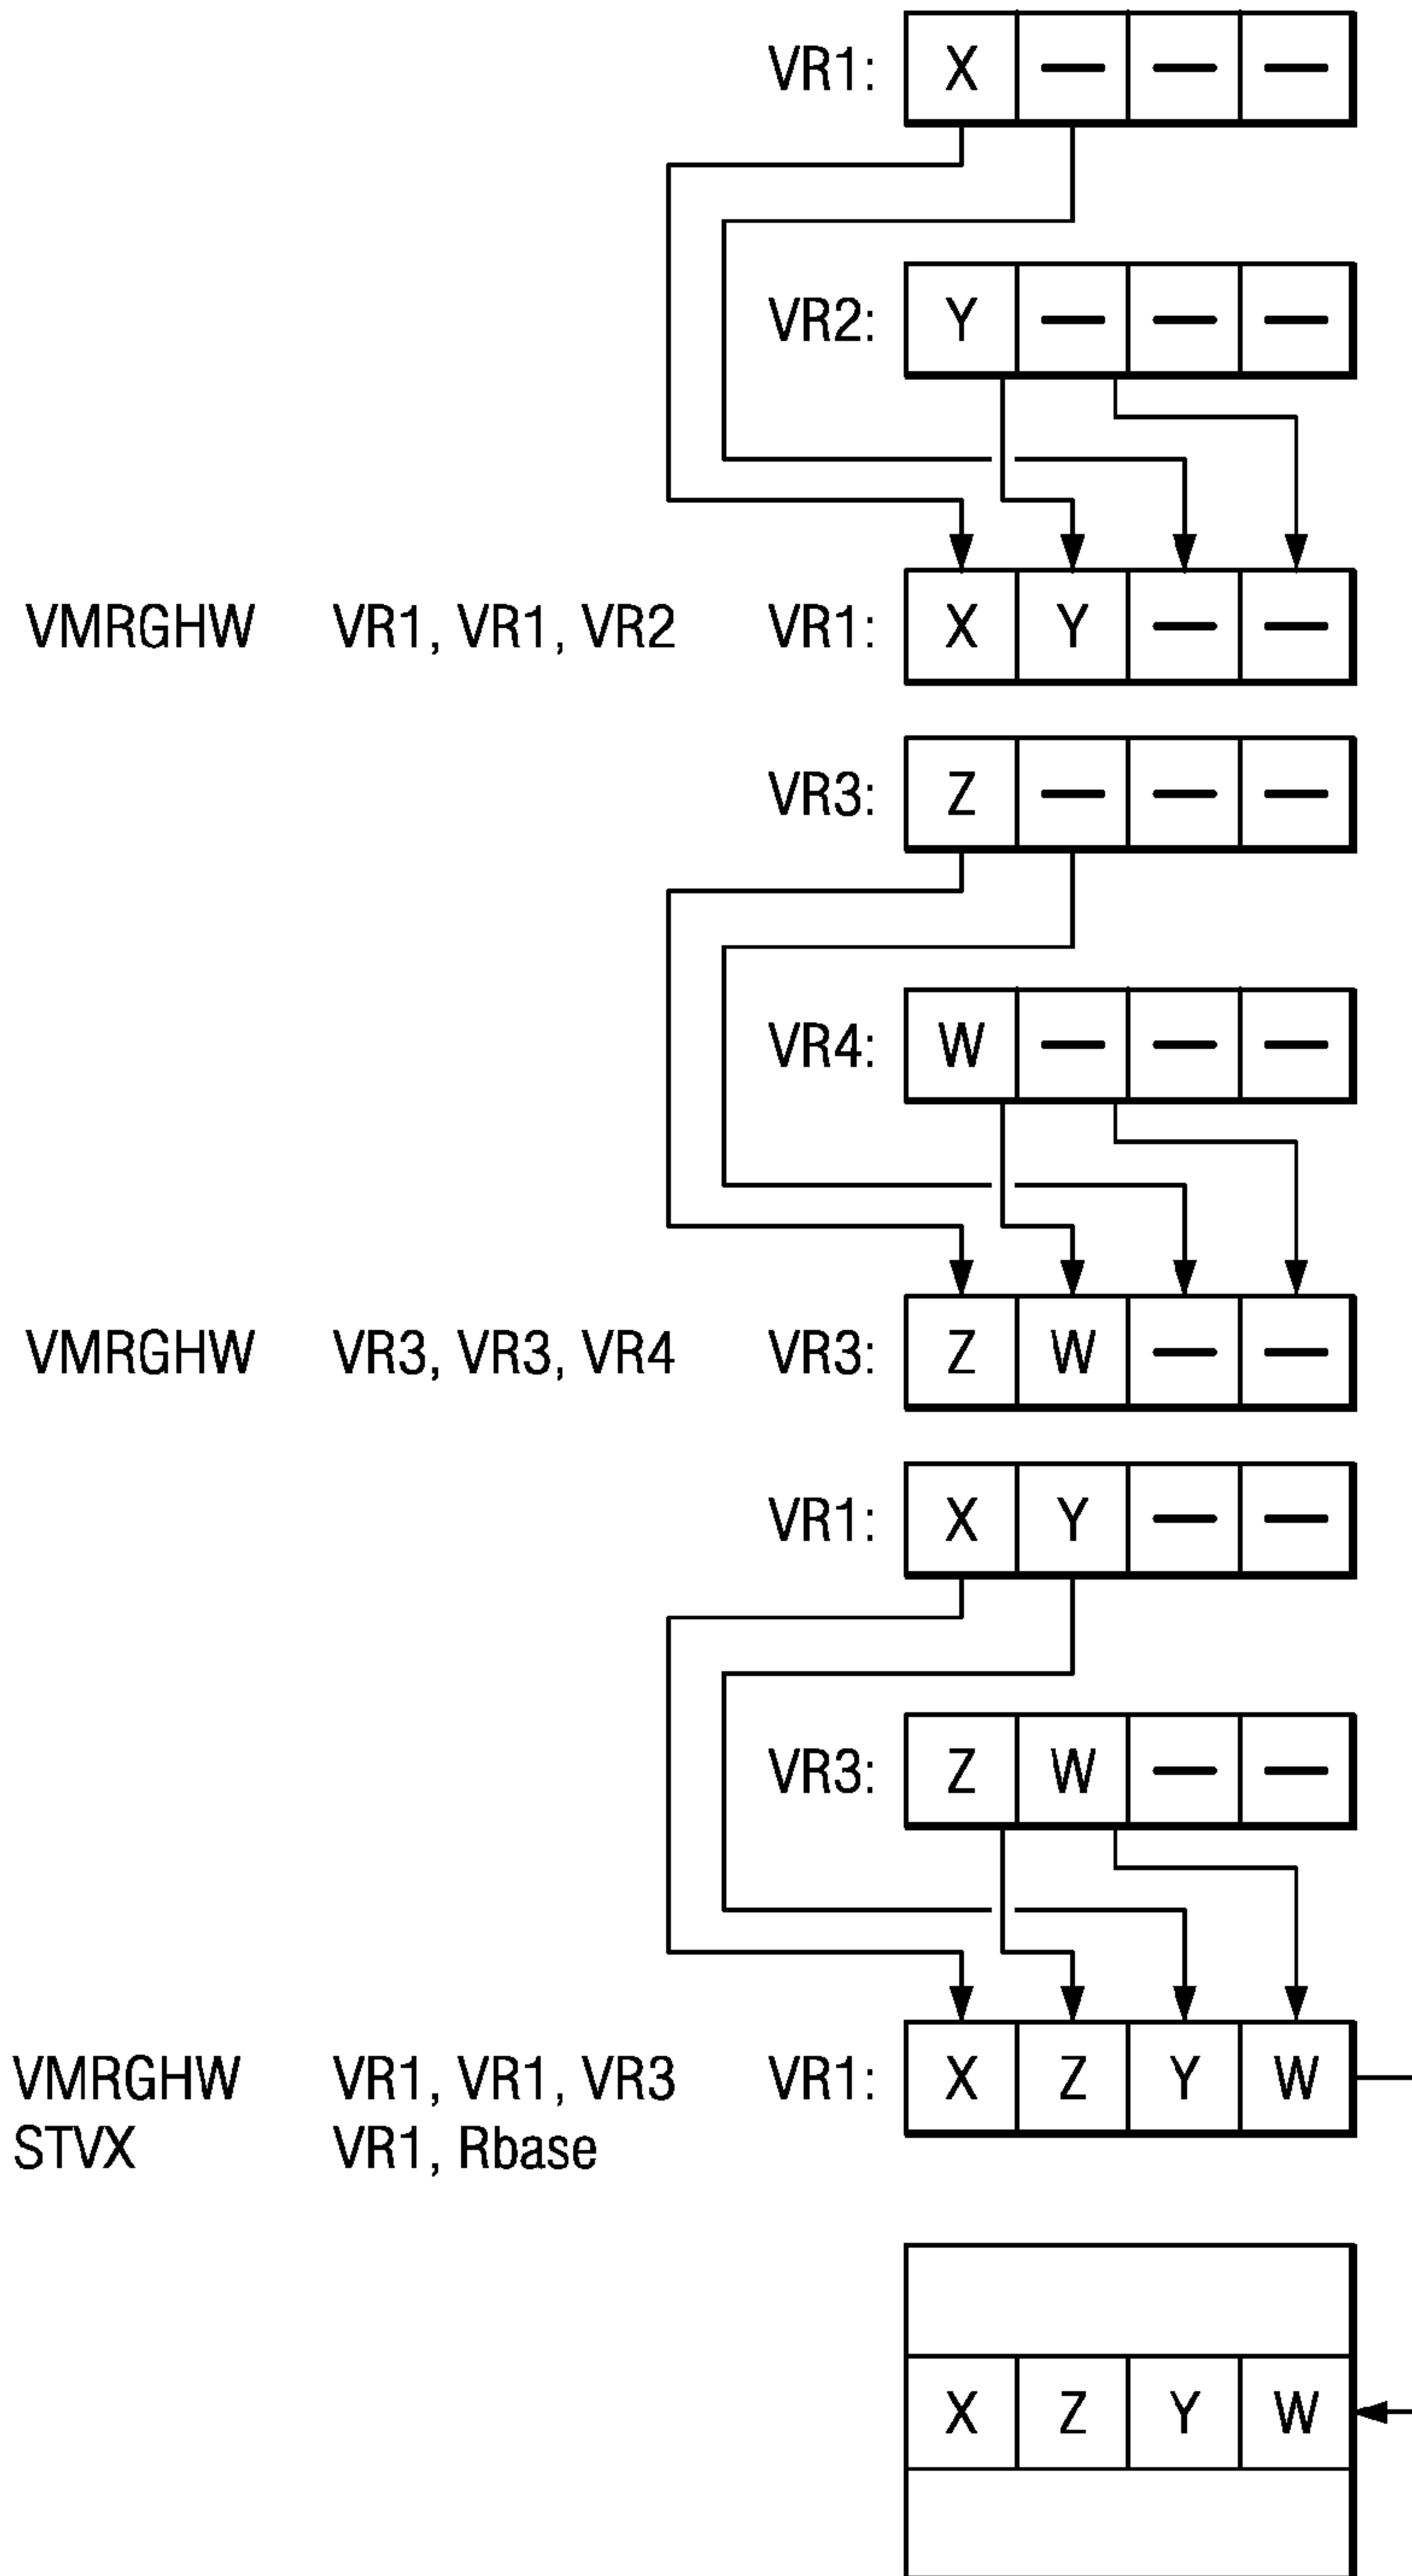 VR1: X — — —
VR2: Y — — —
VMRGHW VR1, VR1, VR2 VR1: X Y — —
VR3: Z — — —
VR4: W — — —
VMRGHW VR3, VR3, VR4 VR3: Z W — —
VR1: X Y — —
VR3: Z W — —
VMRGHW VR1, VR1, VR3 VR1: X Z Y W
STVX VR1, Rbase
X Z Y W